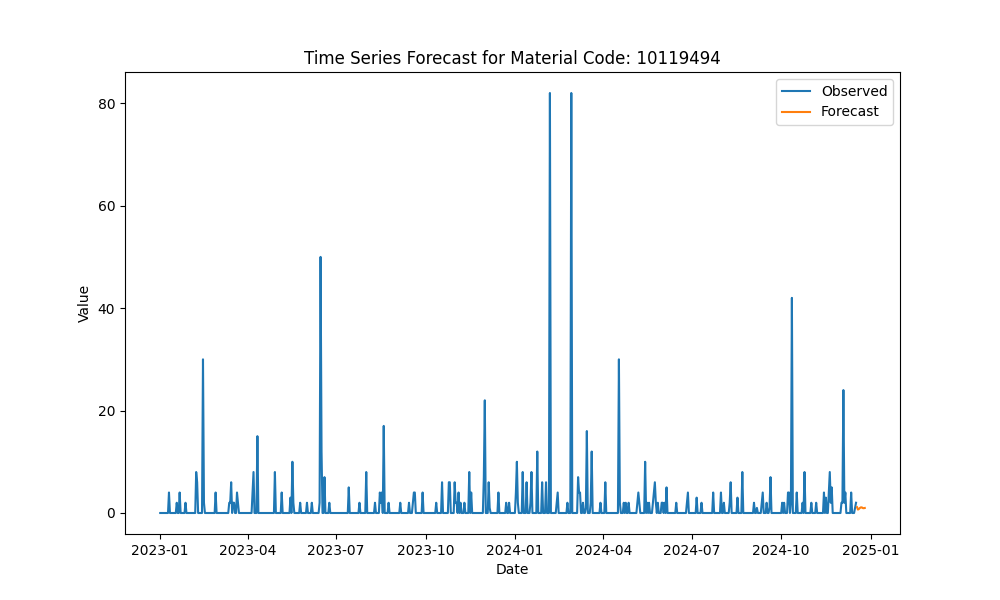 Time Series Forecast for Material Code: 10119494
Observed
Forecast
80
60
40
20
0
Value
2023-01 2023-04 2023-07 2023-10 2024-01 2024-04 2024-07 2024-10 2025-01
Date